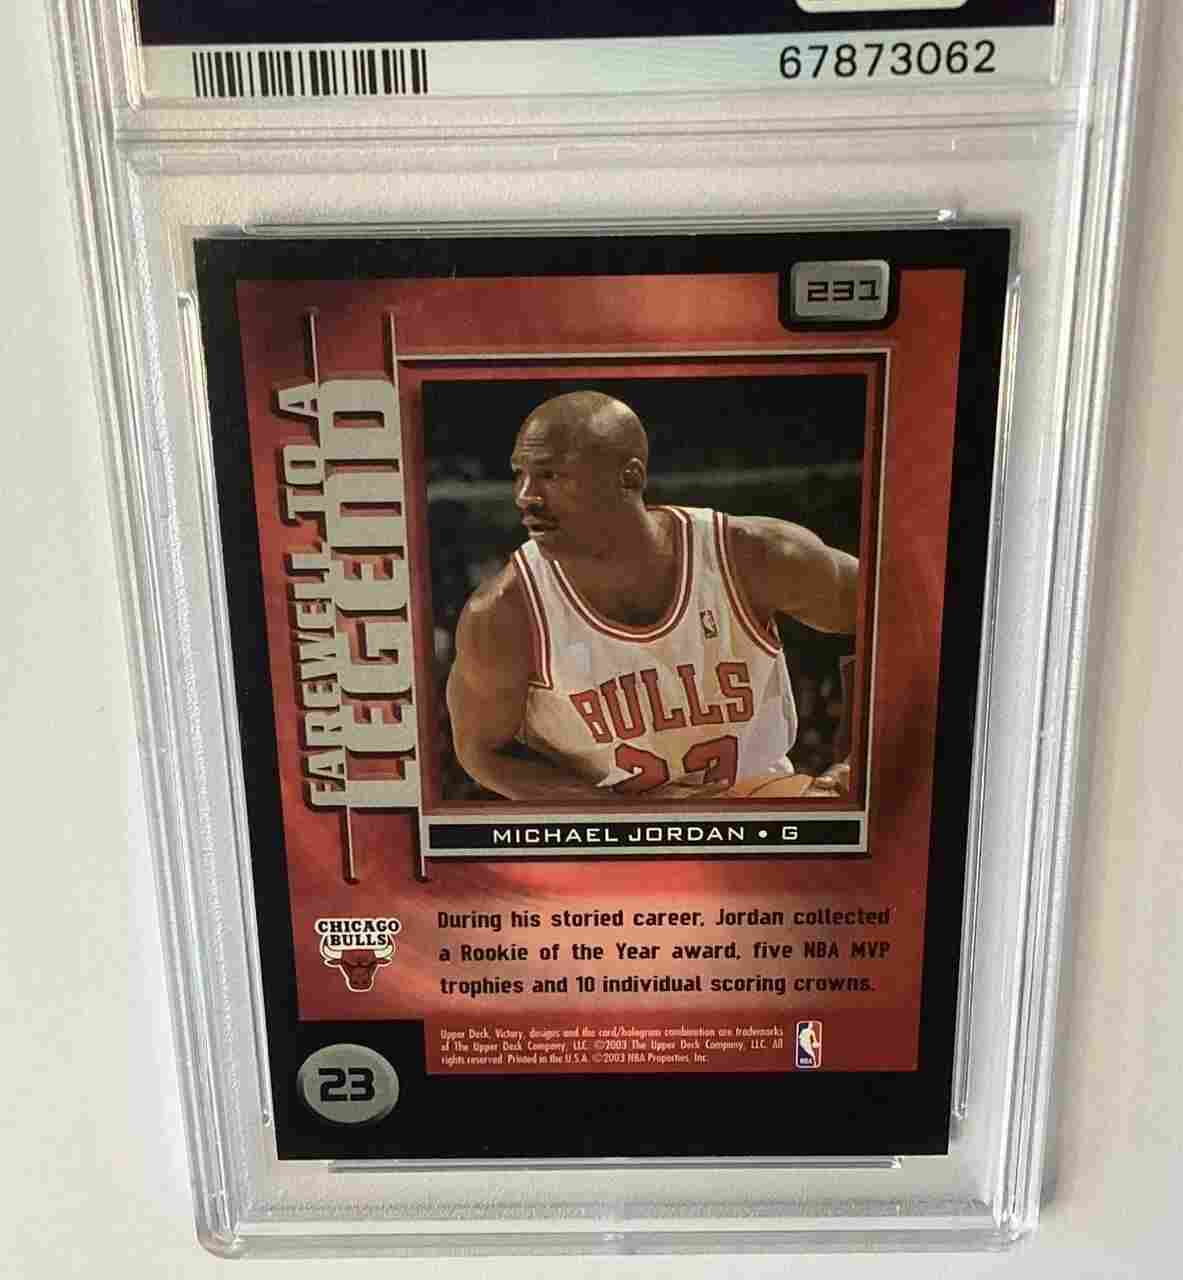 67873062
231
FAREWELL TO A
LEGEND
BULLS
23
MICHAEL JORDAN • G
CHICAGO
BULLS
During his storied career, Jordan collected
a Rookie of the Year award, five NBA MVP
trophies and 10 individual scoring crowns.
Upper Deck, Victory, designs and the card/hologram combination are trademarks
of The Upper Deck Company, LLC. ©2003 The Upper Deck Company, LLC. All
rights reserved. Printed in the U.S.A. ©2003 NBA Properties, Inc.
NBA
23